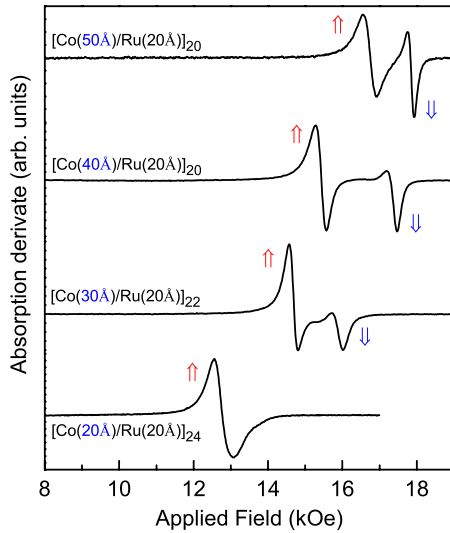 Absorption derivate (arb. units)
[Co(50Å)/Ru(20Å)]20
⇑
⇓
[Co(40Å)/Ru(20Å)]20
⇑
⇓
[Co(30Å)/Ru(20Å)]22
⇑
⇓
⇑
[Co(20Å)/Ru(20Å)]24
8 10 12 14 16 18
Applied Field (kOe)